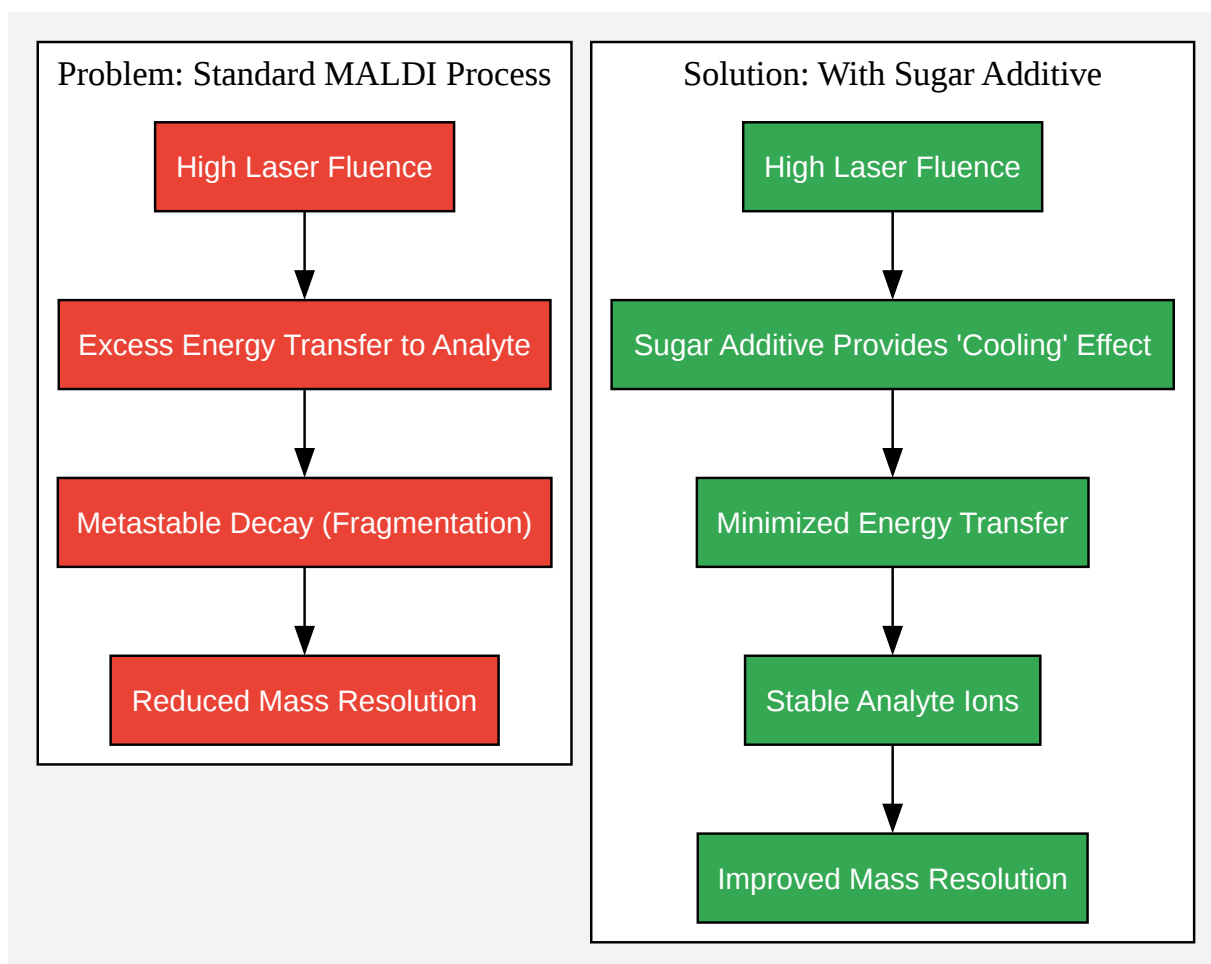 Problem: Standard MALDI Process
High Laser Fluence
Excess Energy Transfer to Analyte
Metastable Decay (Fragmentation)
Reduced Mass Resolution
Solution: With Sugar Additive
High Laser Fluence
Sugar Additive Provides 'Cooling' Effect
Minimized Energy Transfer
Stable Analyte Ions
Improved Mass Resolution